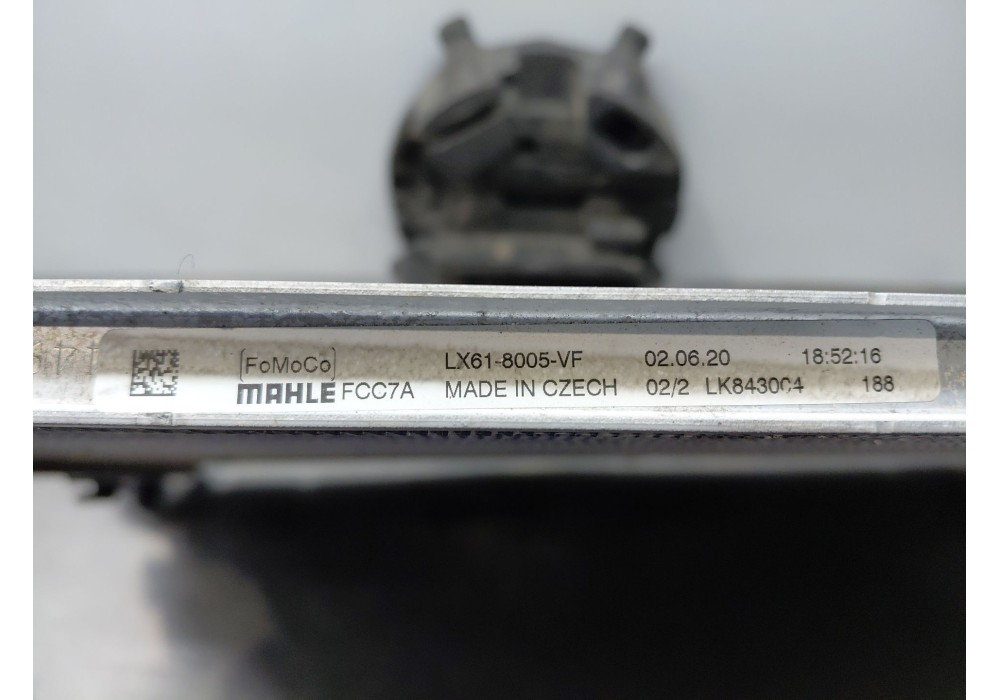 [FoMoCo] LX61-8005-VF 02.06.20 18:52:16
MAHLE FCC7A MADE IN CZECH 02/2 LK843004 188